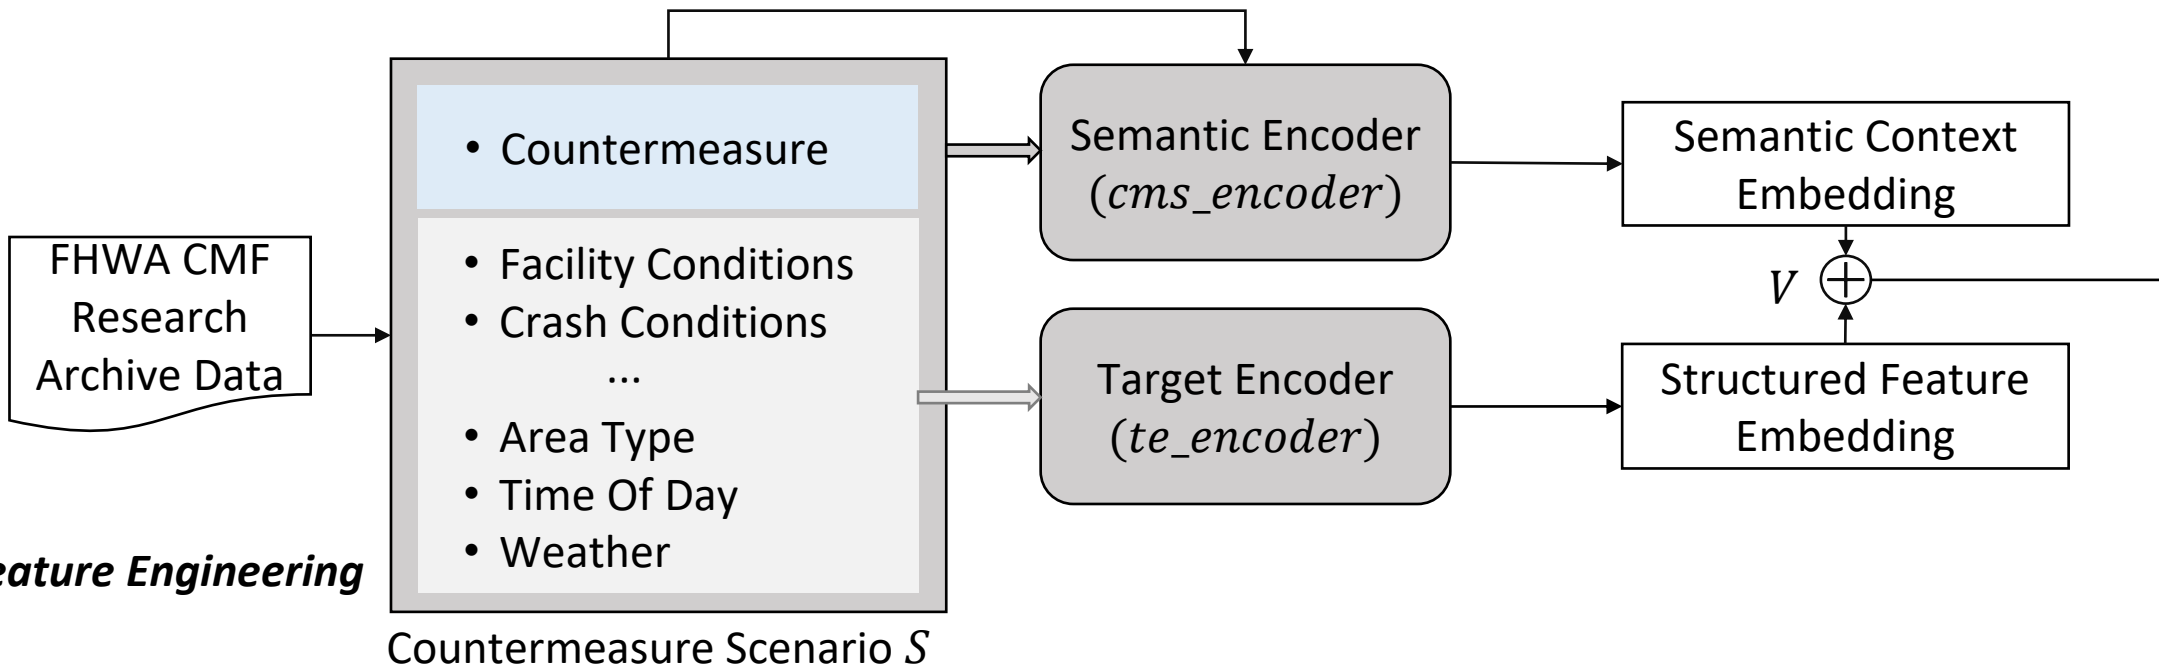 FHWA CMF
Research
Archive Data
eature Engineering
• Countermeasure
• Facility Conditions
• Crash Conditions
...
• Area Type
• Time Of Day
• Weather
Countermeasure Scenario S
Semantic Encoder
(cms_encoder)
Target Encoder
(te_encoder)
Semantic Context
Embedding
V
Structured Feature
Embedding